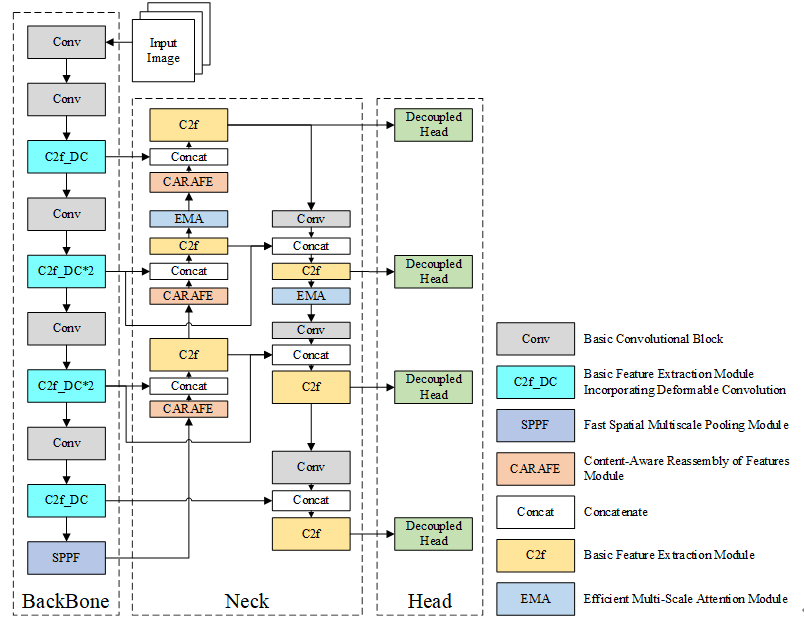 Input
Image
Conv
Conv
C2f_DC
Conv
C2f_DC*2
Conv
C2f_DC*2
Conv
C2f_DC
SPPF
BackBone
C2f
Concat
CARAFE
EMA
C2f
Concat
CARAFE
C2f
Concat
CARAFE
Conv
Concat
C2f
EMA
Conv
Concat
C2f
Conv
Concat
C2f
Neck
Decoupled
Head
Decoupled
Head
Decoupled
Head
Decoupled
Head
Head
Conv
Basic Convolutional Block
C2f_DC
Basic Feature Extraction Module
Incorporating Deformable Convolution
SPPF
Fast Spatial Multiscale Pooling Module
CARAFE
Content-Aware Reassembly of Features
Module
Concat
Concatenate
C2f
Basic Feature Extraction Module
EMA
Efficient Multi-Scale Attention Module